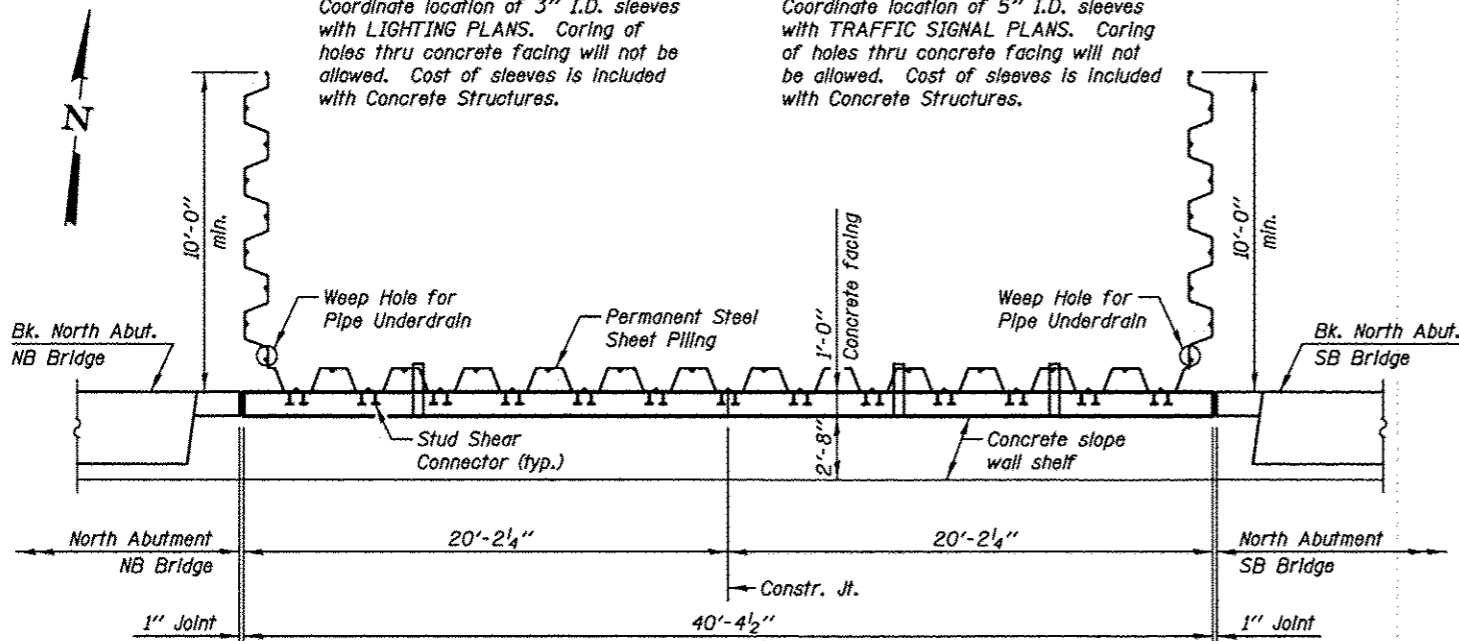 Coordinate location of 3" I.D. sleeves
with LIGHTING PLANS. Coring of
holes thru concrete facing will not be
allowed. Cost of sleeves is included
with Concrete Structures.
Coordinate location of 5" I.D. sleeves
with TRAFFIC SIGNAL PLANS. Coring
of holes thru concrete facing will not
be allowed. Cost of sleeves is included
with Concrete Structures.
N
10'-0"
min.
10'-0"
min.
1'-0"
Concrete facing
Weep Hole for
Pipe Underdrain
Permanent Steel
Sheet Piling
Weep Hole for
Pipe Underdrain
Bk. North Abut.
NB Bridge
Bk. North Abut.
SB Bridge
Stud Shear
Connector (typ.)
2'-8"
Concrete slope
wall shelf
North Abutment
NB Bridge
20'-2¼"
20'-2¼"
North Abutment
SB Bridge
Constr. Jt.
1" Joint
40'-4½"
1" Joint